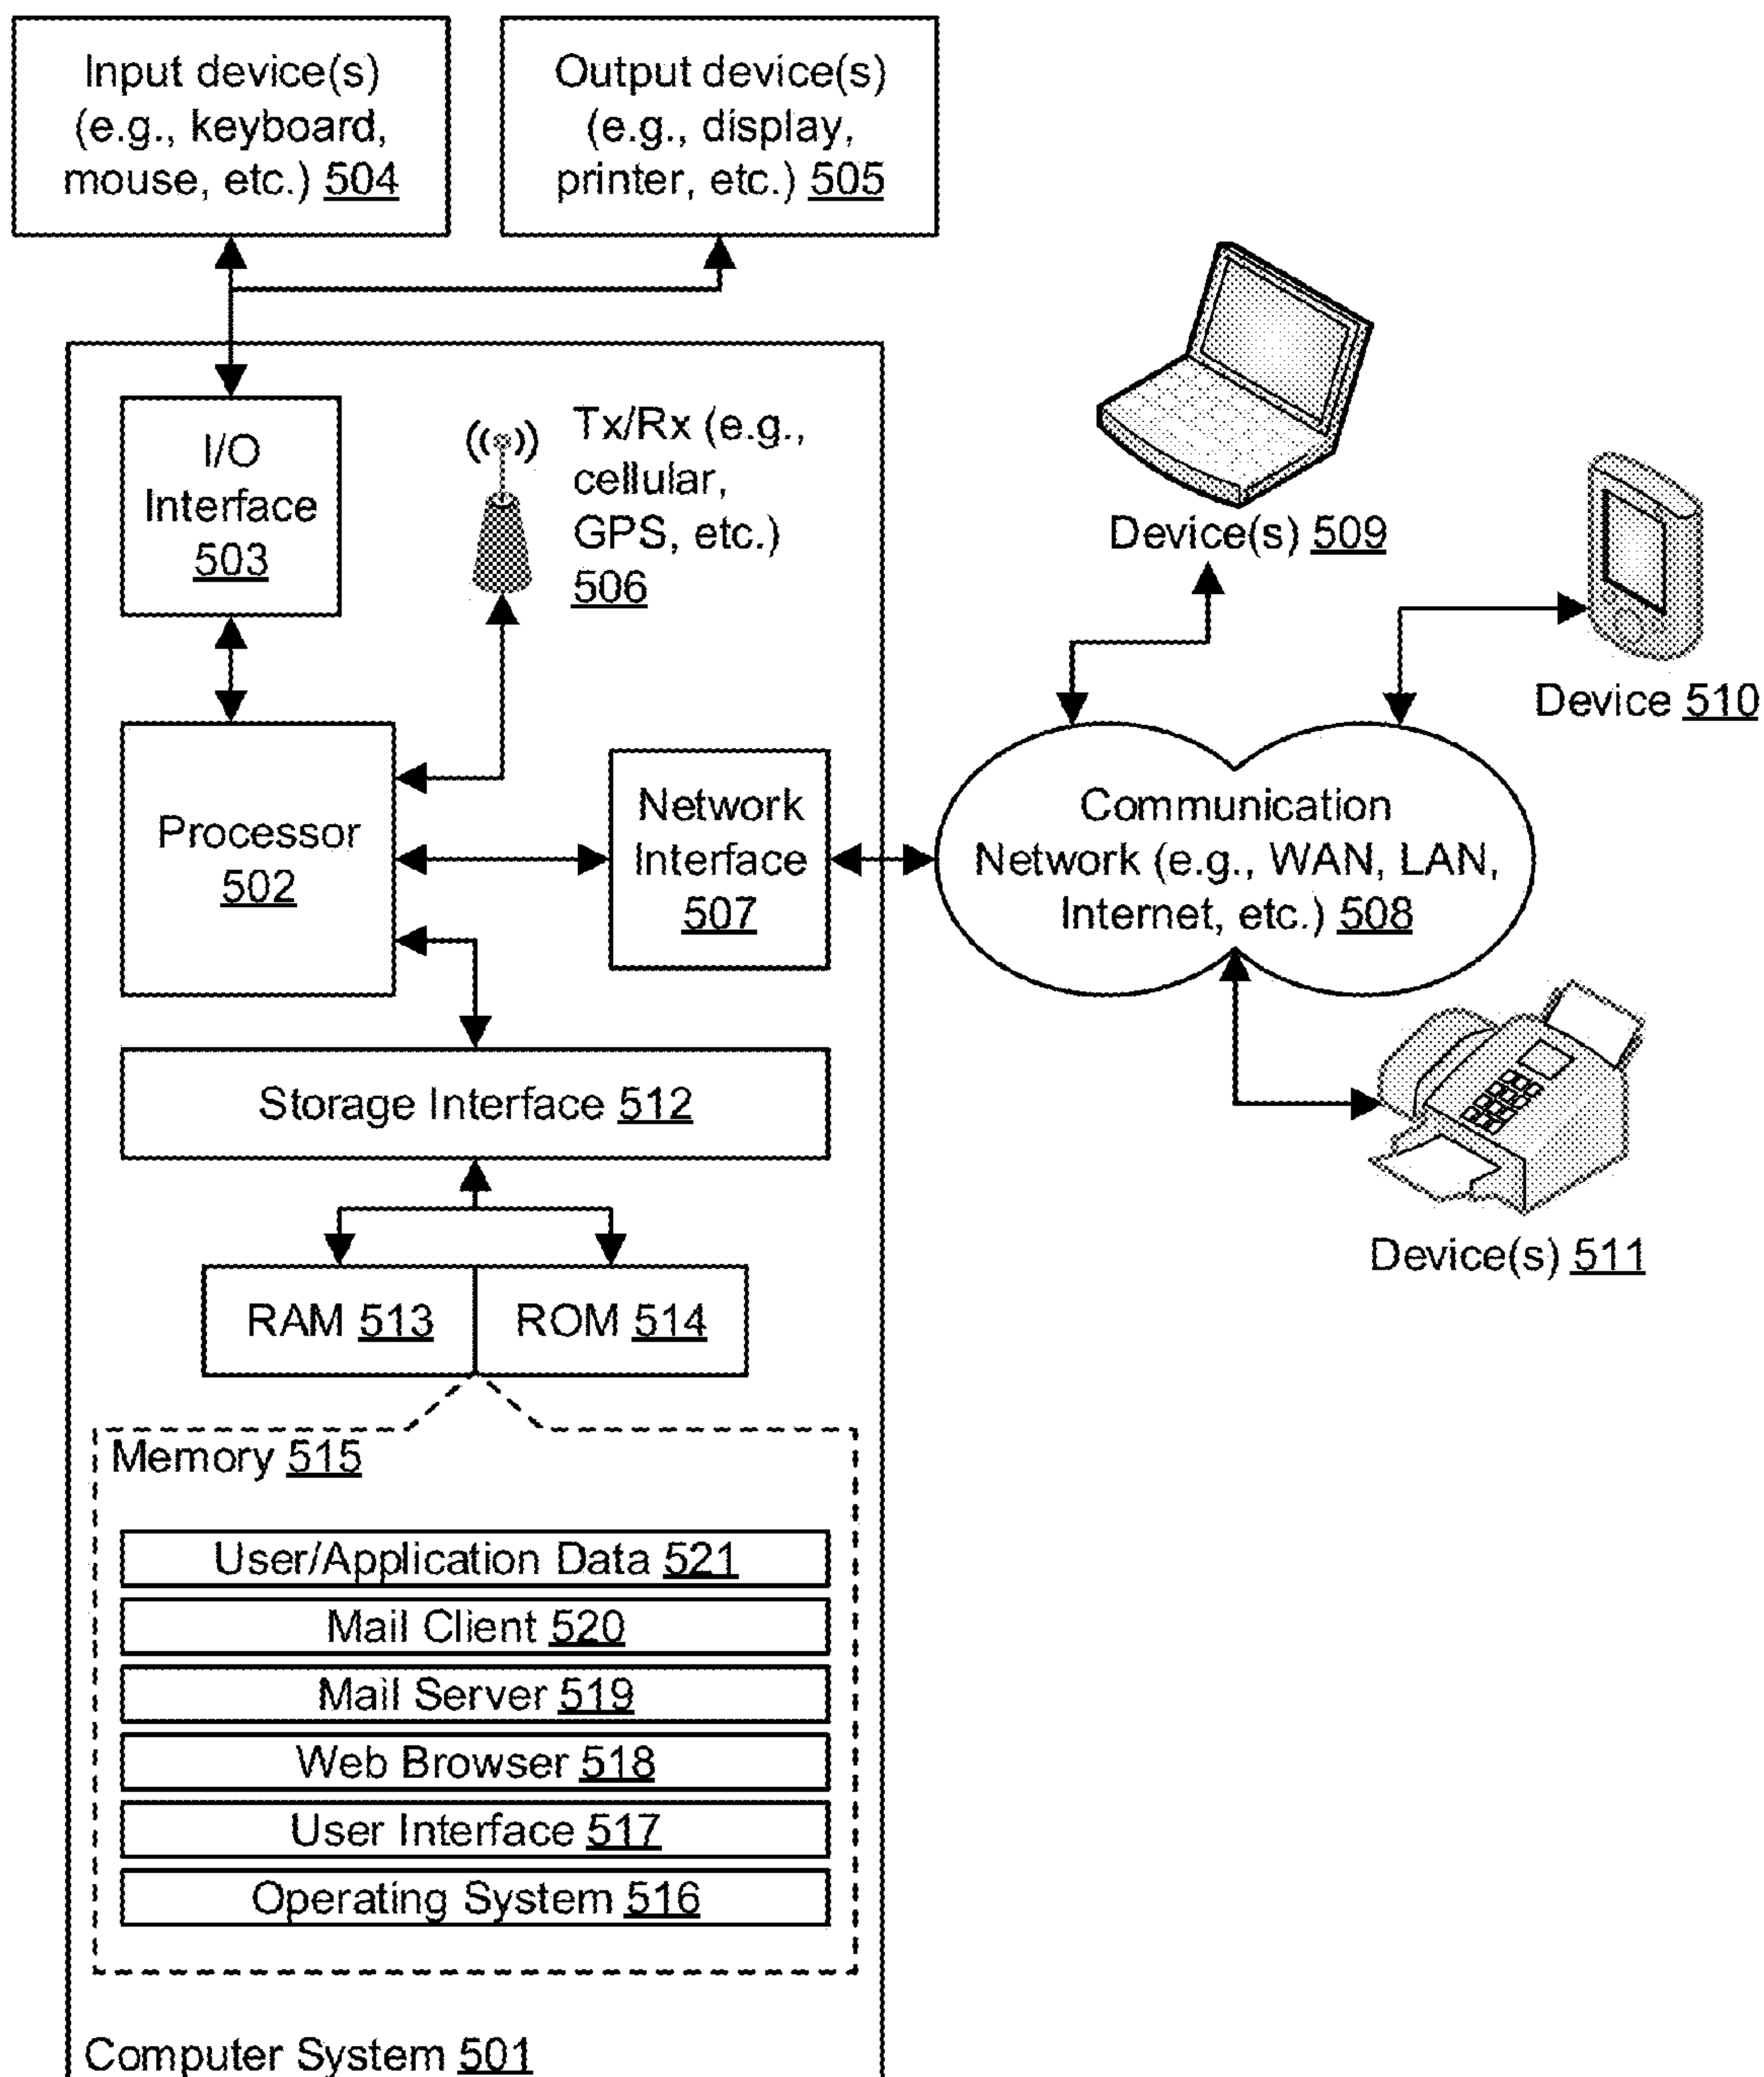 Input device(s)
(e.g., keyboard,
mouse, etc.) 504
Output device(s)
(e.g., display,
printer, etc.) 505
I/O
Interface
503
Tx/Rx (e.g.,
cellular,
GPS, etc.)
506
Device(s) 509
Device 510
Processor
502
Network
Interface
507
Communication
Network (e.g., WAN, LAN,
Internet, etc.) 508
Storage Interface 512
Device(s) 511
RAM 513
ROM 514
Memory 515
User/Application Data 521
Mail Client 520
Mail Server 519
Web Browser 518
User Interface 517
Operating System 516
Computer System 501